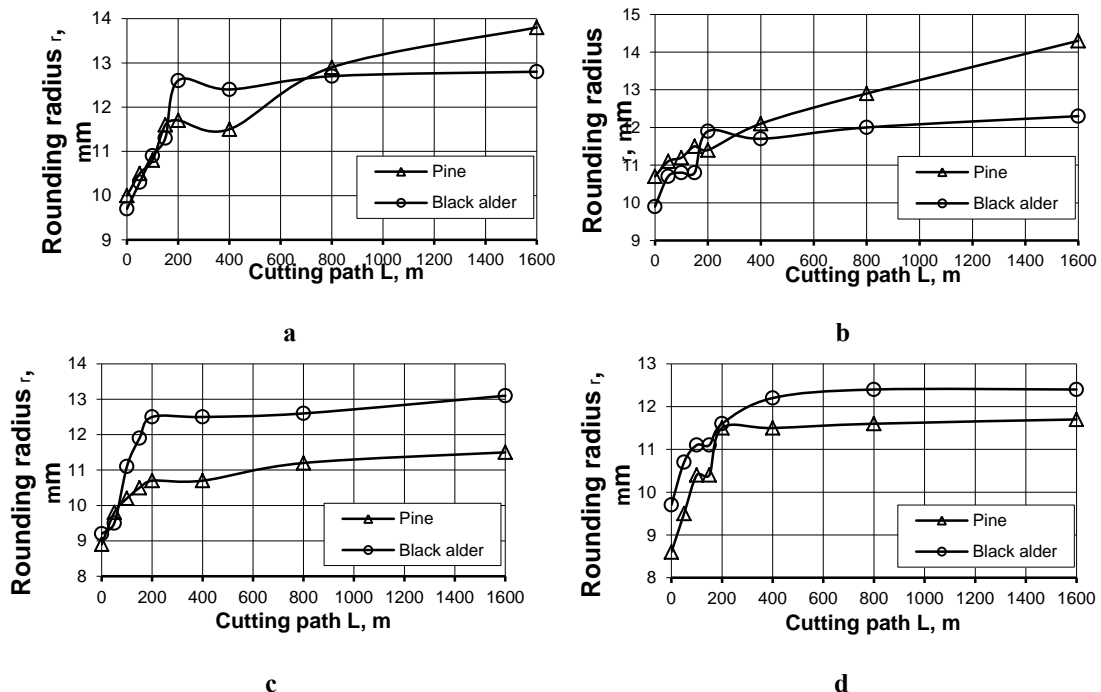 14
13
12
11
10
9
Rounding radius r,
mm
0 200 400 600 800 1000 1200 1400 1600
Cutting path L, m
Pine
Black alder
a
15
14
13
12
11
10
9
Rounding radius
r, mm
0 200 400 600 800 1000 1200 1400 1600
Cutting path L, m
Pine
Black alder
b
14
13
12
11
10
9
8
Rounding radius r,
mm
0 200 400 600 800 1000 1200 1400 1600
Cutting path L, m
Pine
Black alder
c
13
12
11
10
9
8
Rounding radius r,
mm
0 200 400 600 800 1000 1200 1400 1600
Cutting path L, m
Pine
Black alder
d